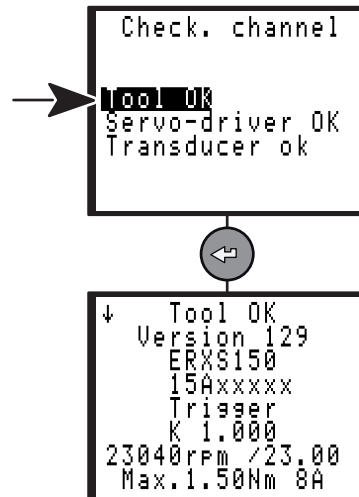 Check. channel
Tool OK
Servo-driver OK
Transducer ok
↓ Tool OK
Version 129
ERXS150
15Axxxxx
Trigger
K 1.000
23040rpm /23.00
Max.1.50Nm 8A